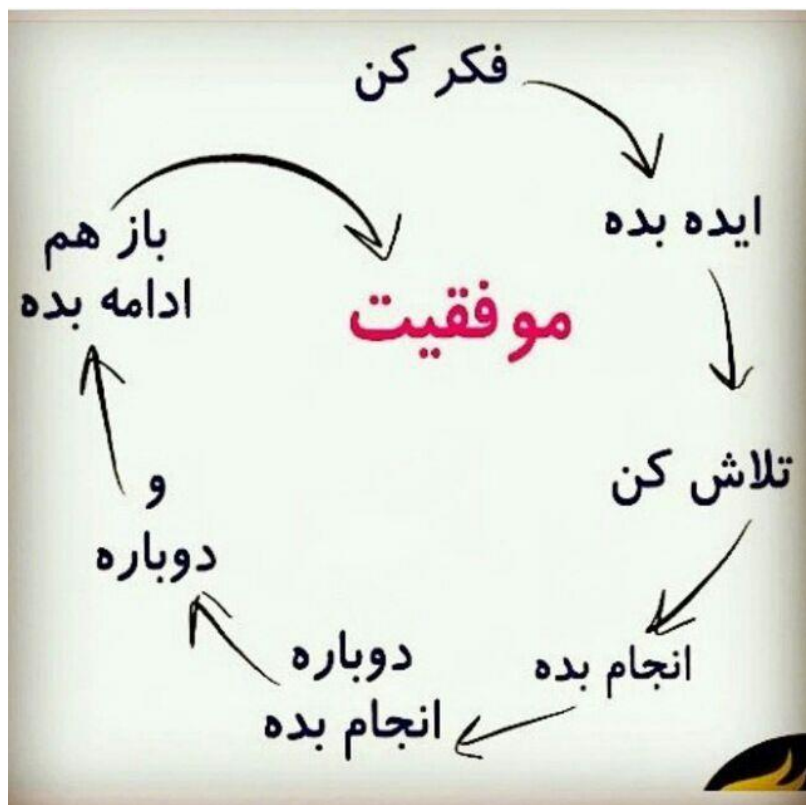 فکر کن
ایده بده
تلاش کن
انجام بده
دوباره
انجام بده
و
دوباره
باز هم
ادامه بده
موفقیت